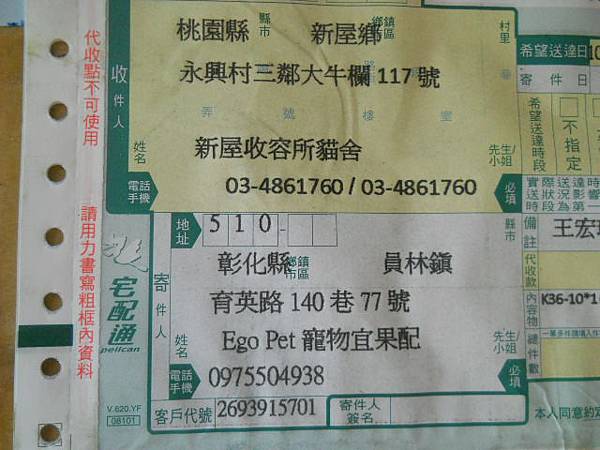 代收點不可使用
請用力書寫粗框內資料
收件人
桃園縣 縣市 新屋鄉 鄉鎮市區 村里
永興村三鄰大牛欄 117 號
弄 號 樓 室
姓名
新屋收容所貓舍
先生/小姐
電話手機
03-4861760 / 03-4861760
必填
希望送達日
寄件日
希望送達時段
不指定
宅配通
pelican
V.620.YF
08101
寄件人
地址
510-
縣市
彰化縣 鄉鎮市區 員林鎮
育英路 140 巷 77 號
姓名
Ego Pet 寵物宜果配
先生/小姐
電話手機
0975504938
必填
客戶代號 2693915701
寄件人簽名
備註
王宏
代收款
內容物
K36-10*1
總件數
本人同意約定